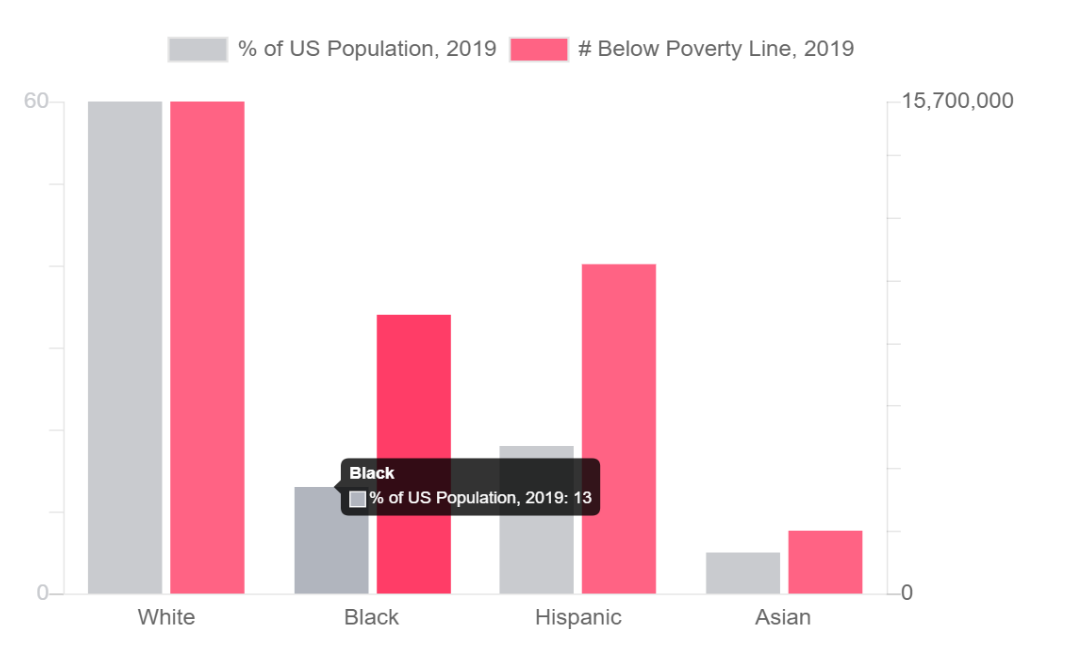 % of US Population, 2019 # Below Poverty Line, 2019
60
15,700,000
Black
% of US Population, 2019: 13
0
0
White
Black
Hispanic
Asian